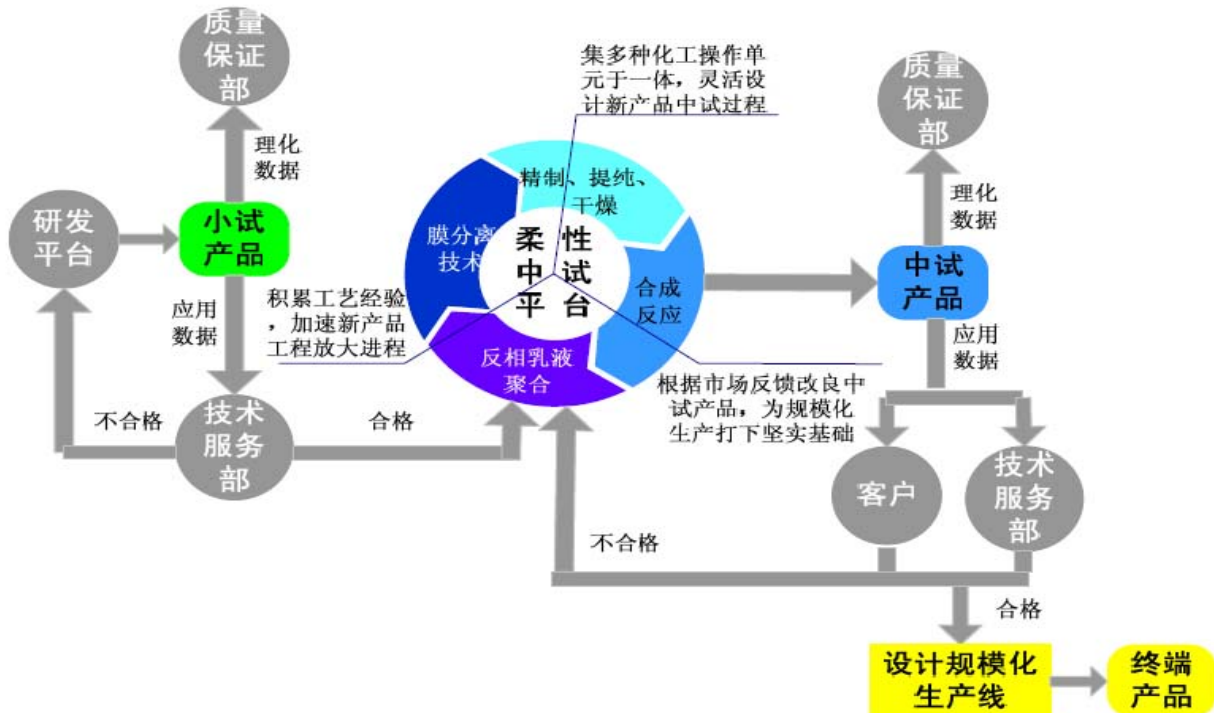 质量
保证
部
理化
数据
研发
平台
小试
产品
应用
数据
不合格
技术
服务
部
合格
集多种化工操作单
元于一体，灵活设
计新产品中试过程
精制、提纯、
干燥
膜分离
技术
柔 性
中 试
平 台
合成
反应
反相乳液
聚合
积累工艺经验
，加速新产品
工程放大进程
根据市场反馈改良中
试产品，为规模化
生产打下坚实基础
质量
保证
部
理化
数据
中试
产品
应用
数据
客户
技术
服务
部
不合格
合格
设计规模化
生产线
终端
产品